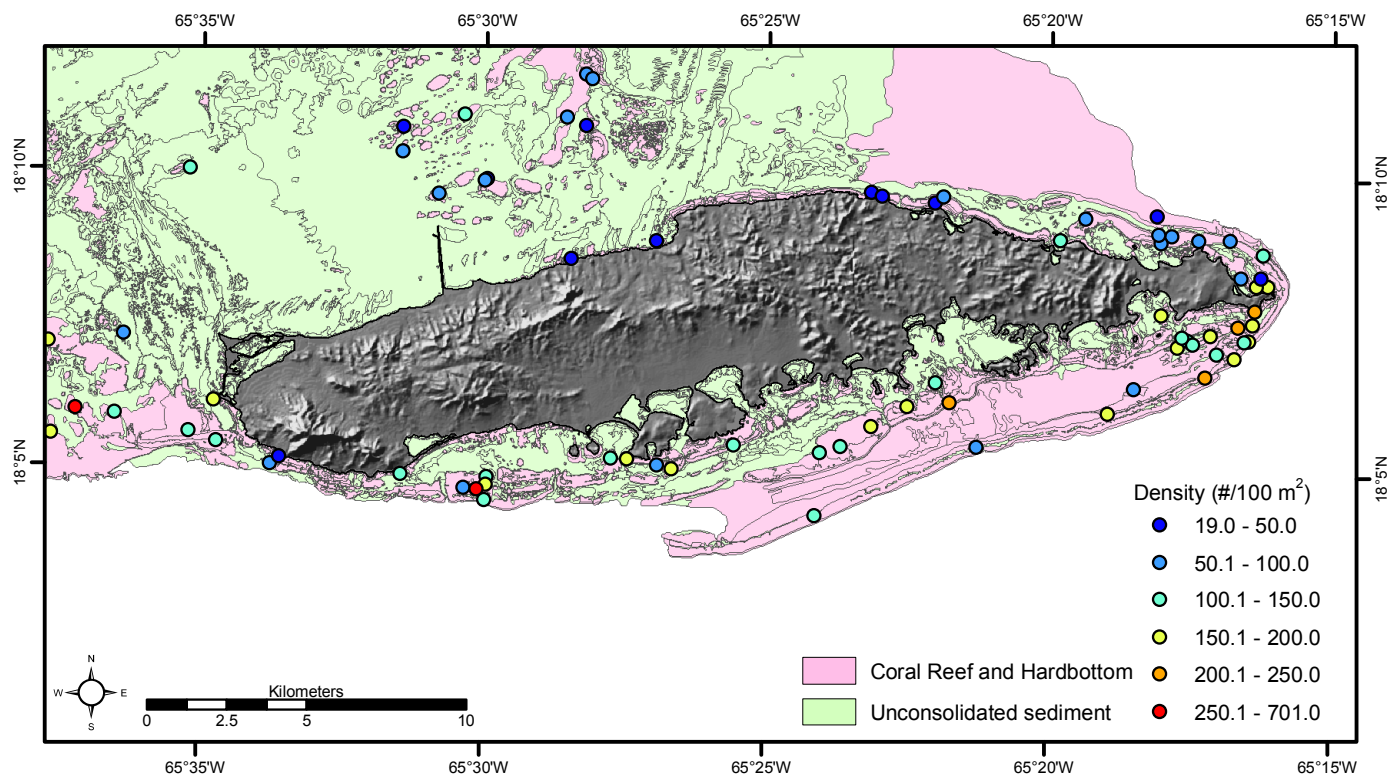 65°35'W 65°30'W 65°25'W 65°20'W 65°15'W
18°10'N
18°10'N
18°5'N
18°5'N
Density (#/100 m²)
19.0 - 50.0
50.1 - 100.0
100.1 - 150.0
150.1 - 200.0
200.1 - 250.0
250.1 - 701.0
Coral Reef and Hardbottom
Unconsolidated sediment
N
W E
S
Kilometers
0 2.5 5 10
65°35'W 65°30'W 65°25'W 65°20'W 65°15'W